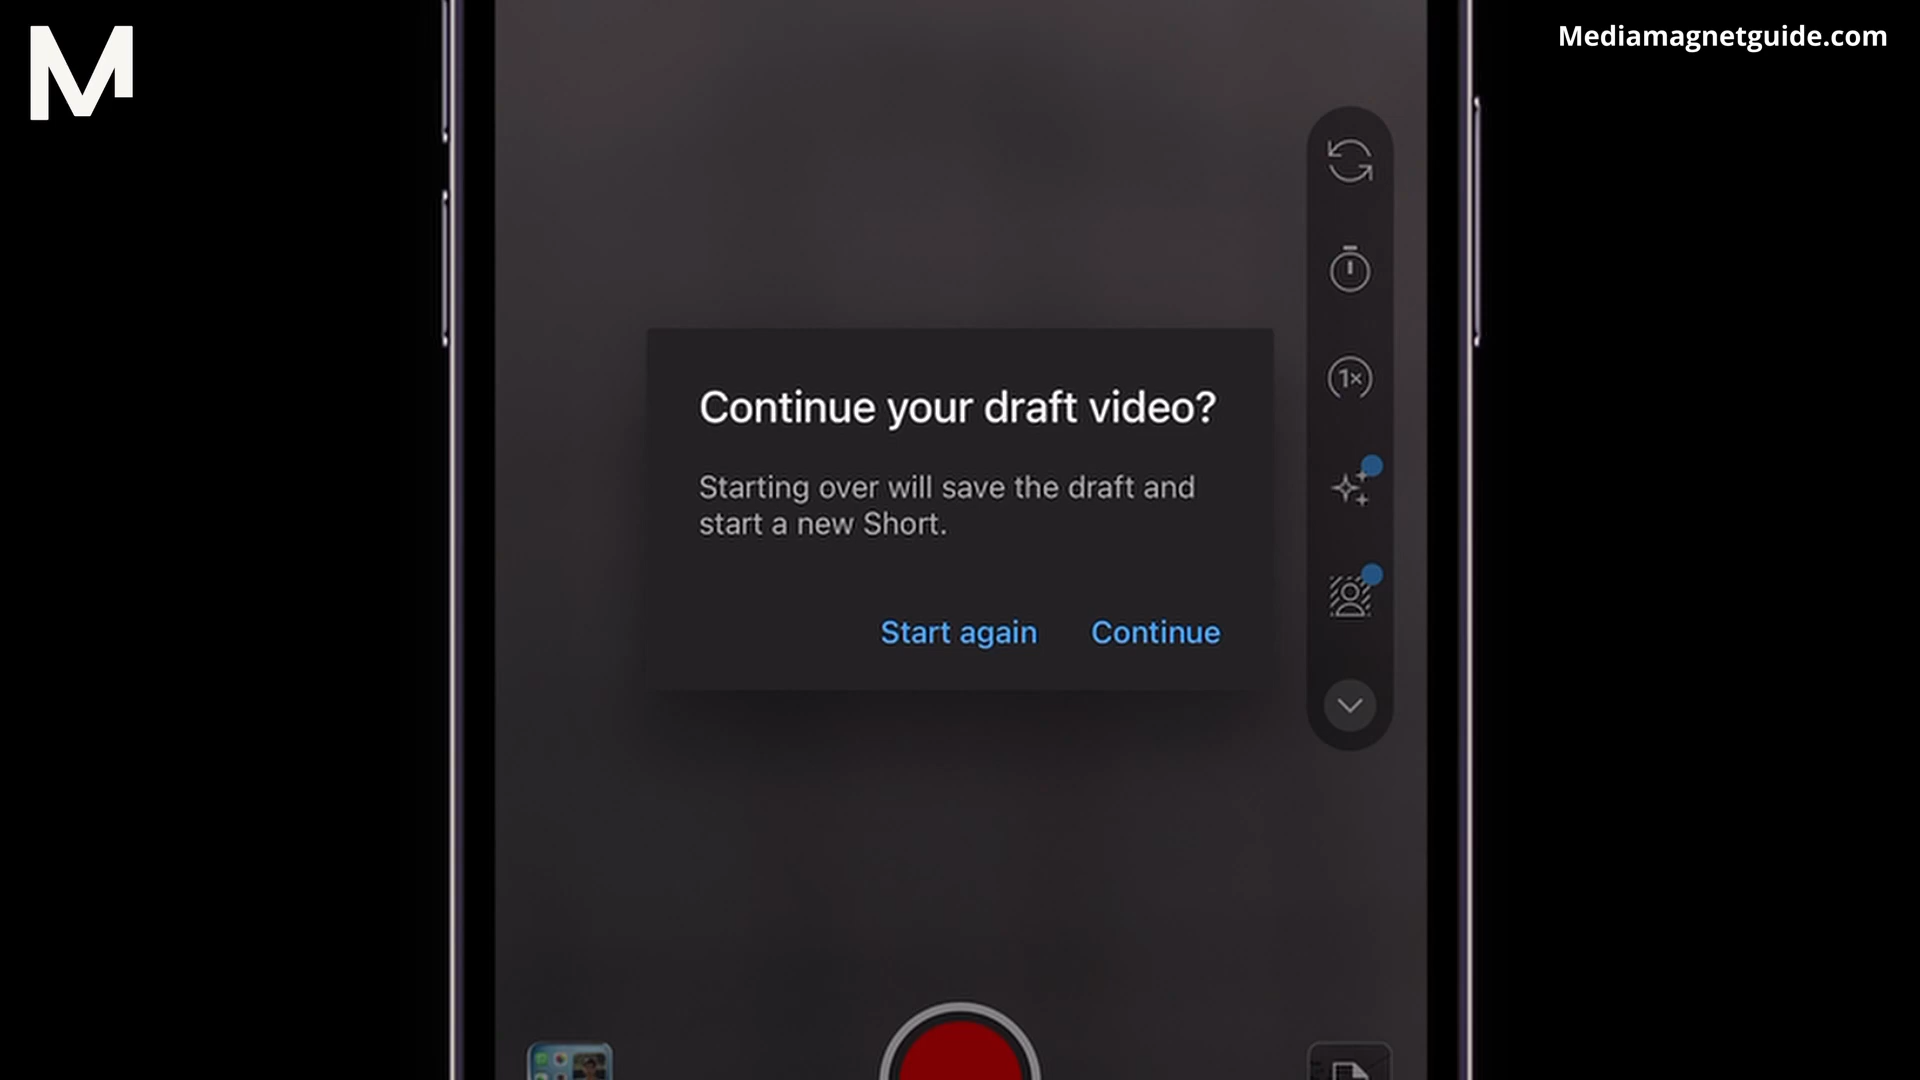 M
Mediamagnetguide.com
1×
Continue your draft video?
Starting over will save the draft and
start a new Short.
Start again
Continue